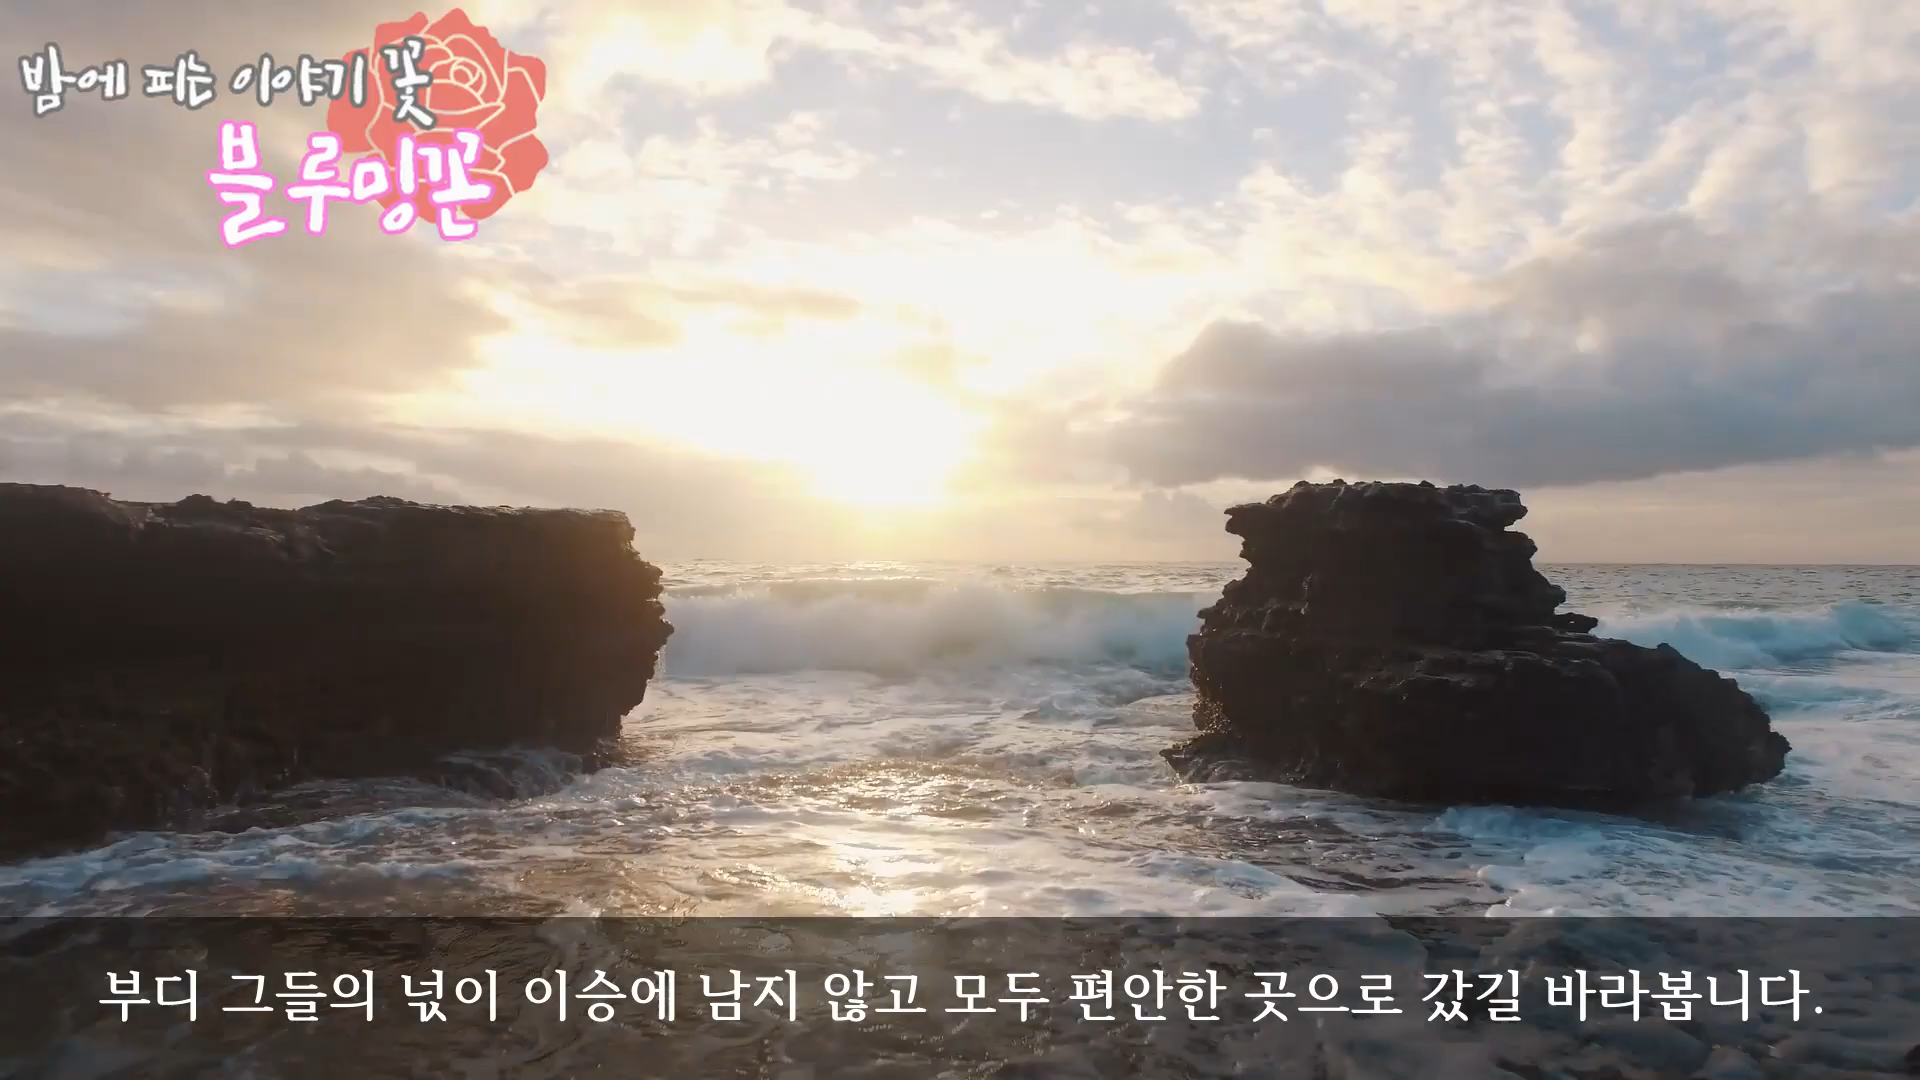 밤에 피는 이야기 꽃
블루밍꼰
부디 그들의 넋이 이승에 남지 않고 모두 편안한 곳으로 갔길 바라봅니다.